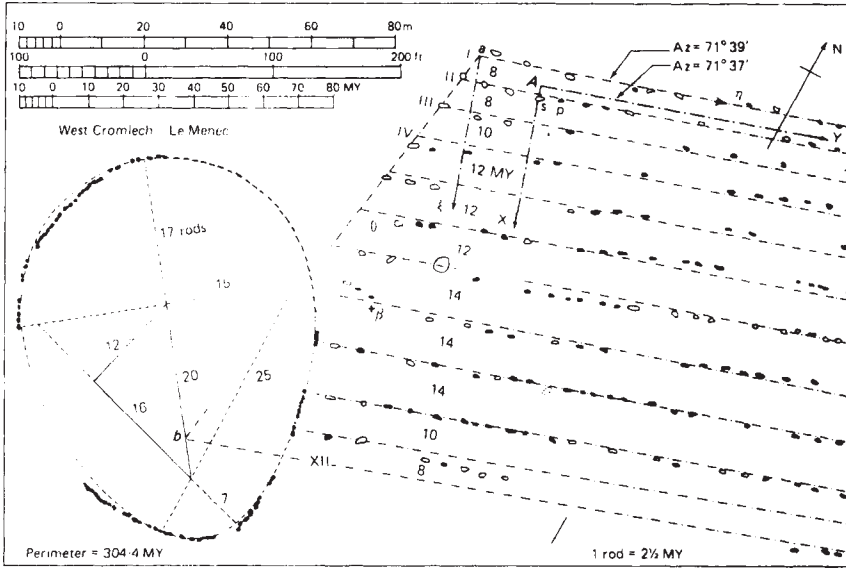 10 0 20 40 60 80 m
100 0 100 200 ft
10 0 10 20 30 40 50 60 70 80 MY
West Cromlech Le Menec
Az = 71° 39'
Az = 71° 37'
N
I a
II 8
A
η
8 s p
III
10
Y
IV
12 MY
ξ 12 X
12
14
+β
17 rods
15
12
20 25
14
16
14
b
10
XII
8
7
Perimeter = 304·4 MY
1 rod = 2½ MY